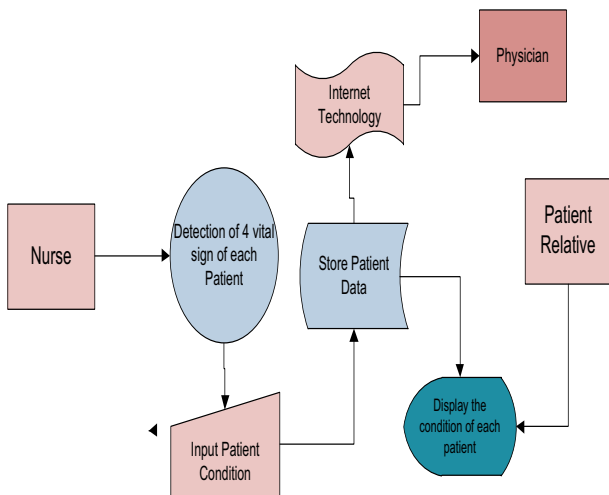 Physician
Internet
Technology
Nurse
Detection of 4 vital
sign of each
Patient
Store Patient
Data
Patient
Relative
Input Patient
Condition
Display the
condition of each
patient